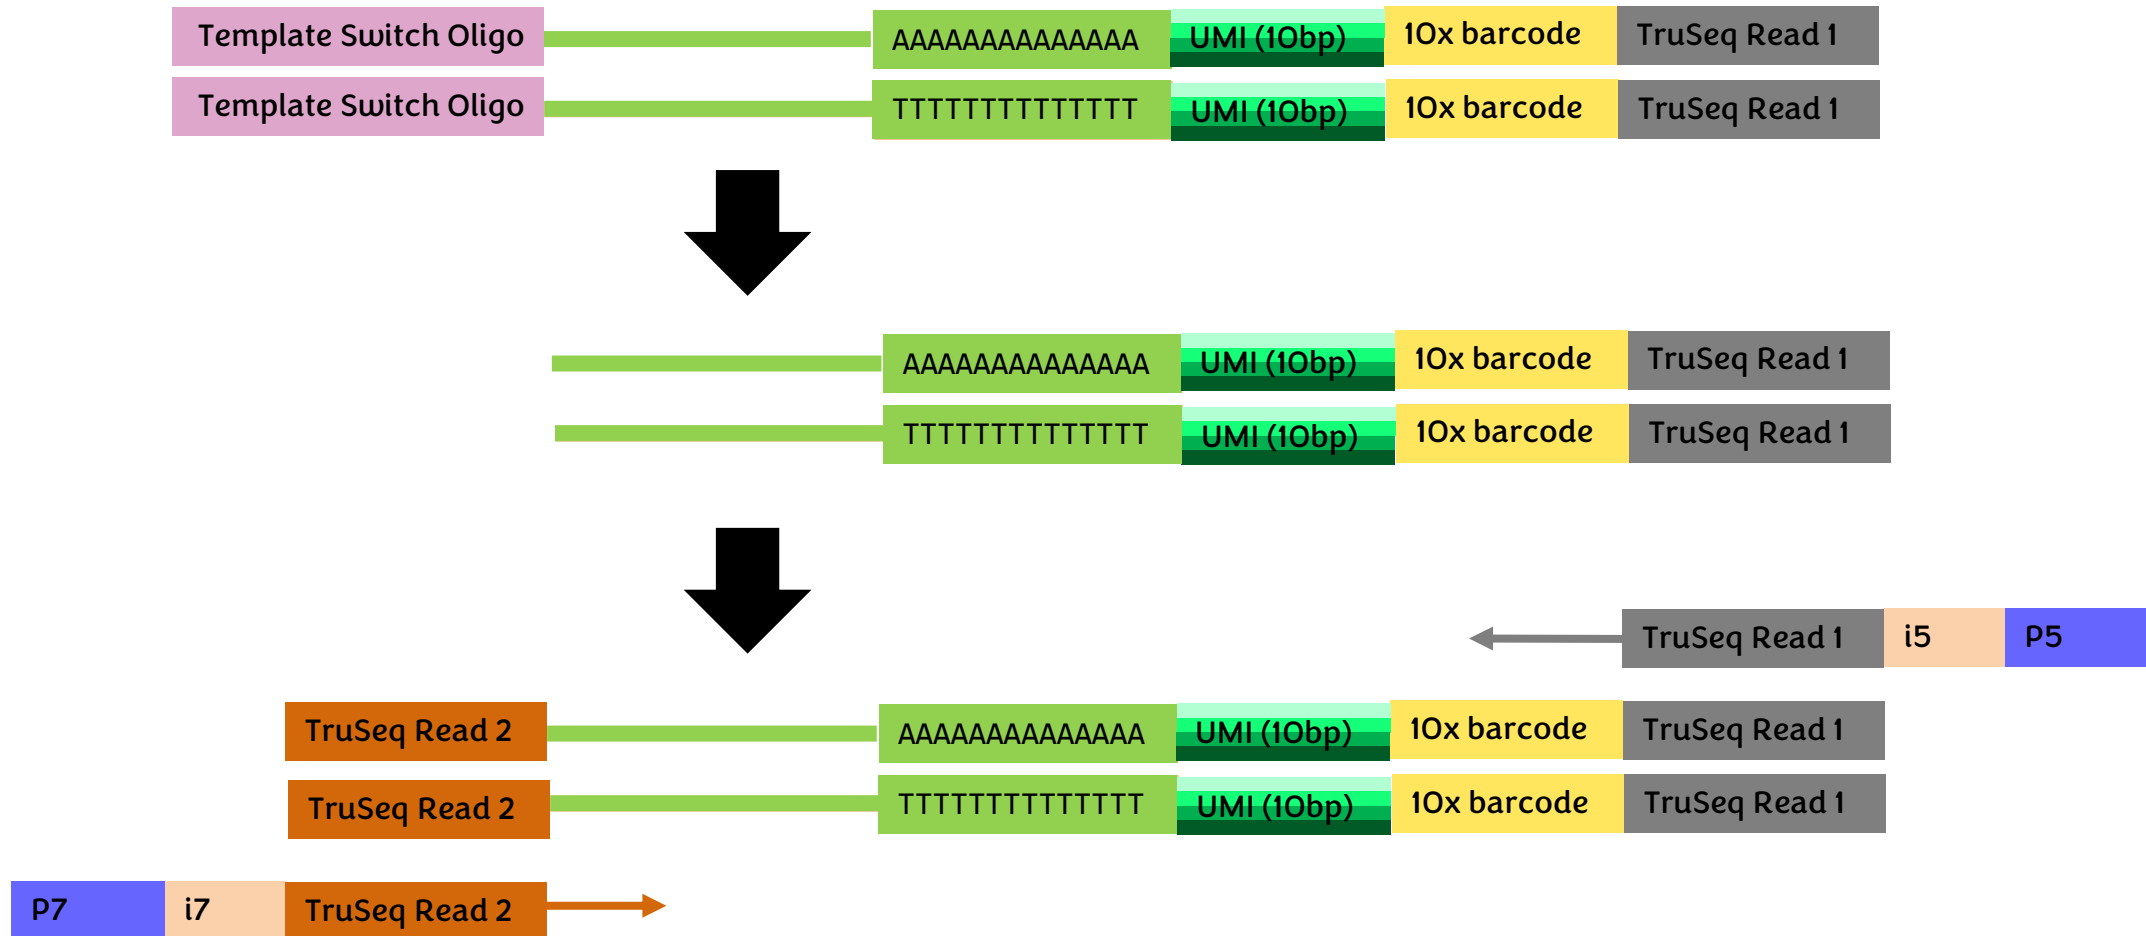 Template Switch Oligo AAAAAAAAAAAAAA UMI (10bp) 10x barcode TruSeq Read 1
Template Switch Oligo TTTTTTTTTTTTTT UMI (10bp) 10x barcode TruSeq Read 1
AAAAAAAAAAAAAA UMI (10bp) 10x barcode TruSeq Read 1
TTTTTTTTTTTTTT UMI (10bp) 10x barcode TruSeq Read 1
TruSeq Read 1 i5 P5
TruSeq Read 2 AAAAAAAAAAAAAA UMI (10bp) 10x barcode TruSeq Read 1
TruSeq Read 2 TTTTTTTTTTTTTT UMI (10bp) 10x barcode TruSeq Read 1
P7 i7 TruSeq Read 2